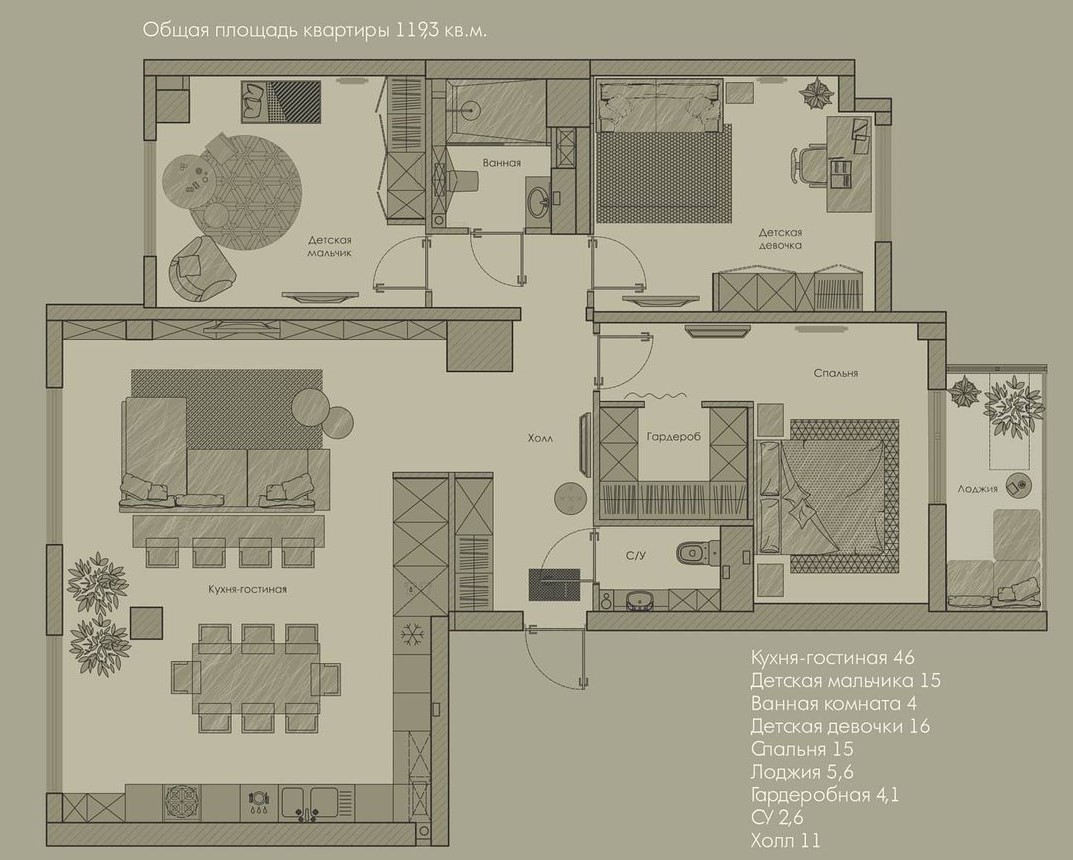 Общая площадь квартиры 119,3 кв.м.
Ванная
Детская
мальчик
Детская
девочка
Спальня
Холл
Гардероб
Лоджия
С/У
Кухня-гостиная
Кухня-гостиная 46
Детская мальчика 15
Ванная комната 4
Детская девочки 16
Спальня 15
Лоджия 5,6
Гардеробная 4,1
СУ 2,6
Холл 11